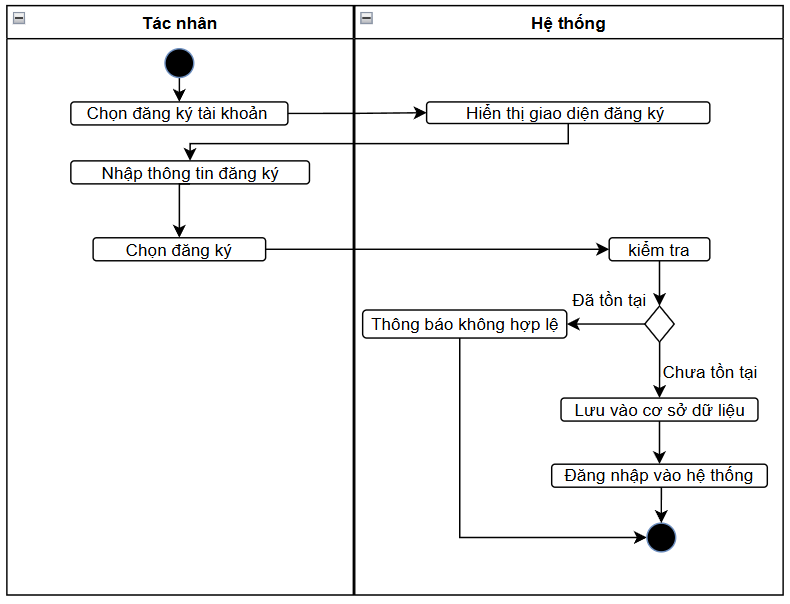 Tác nhân
Hệ thống
Chọn đăng ký tài khoản
Hiển thị giao diện đăng ký
Nhập thông tin đăng ký
Chọn đăng ký
kiểm tra
Đã tồn tại
Thông báo không hợp lệ
Chưa tồn tại
Lưu vào cơ sở dữ liệu
Đăng nhập vào hệ thống